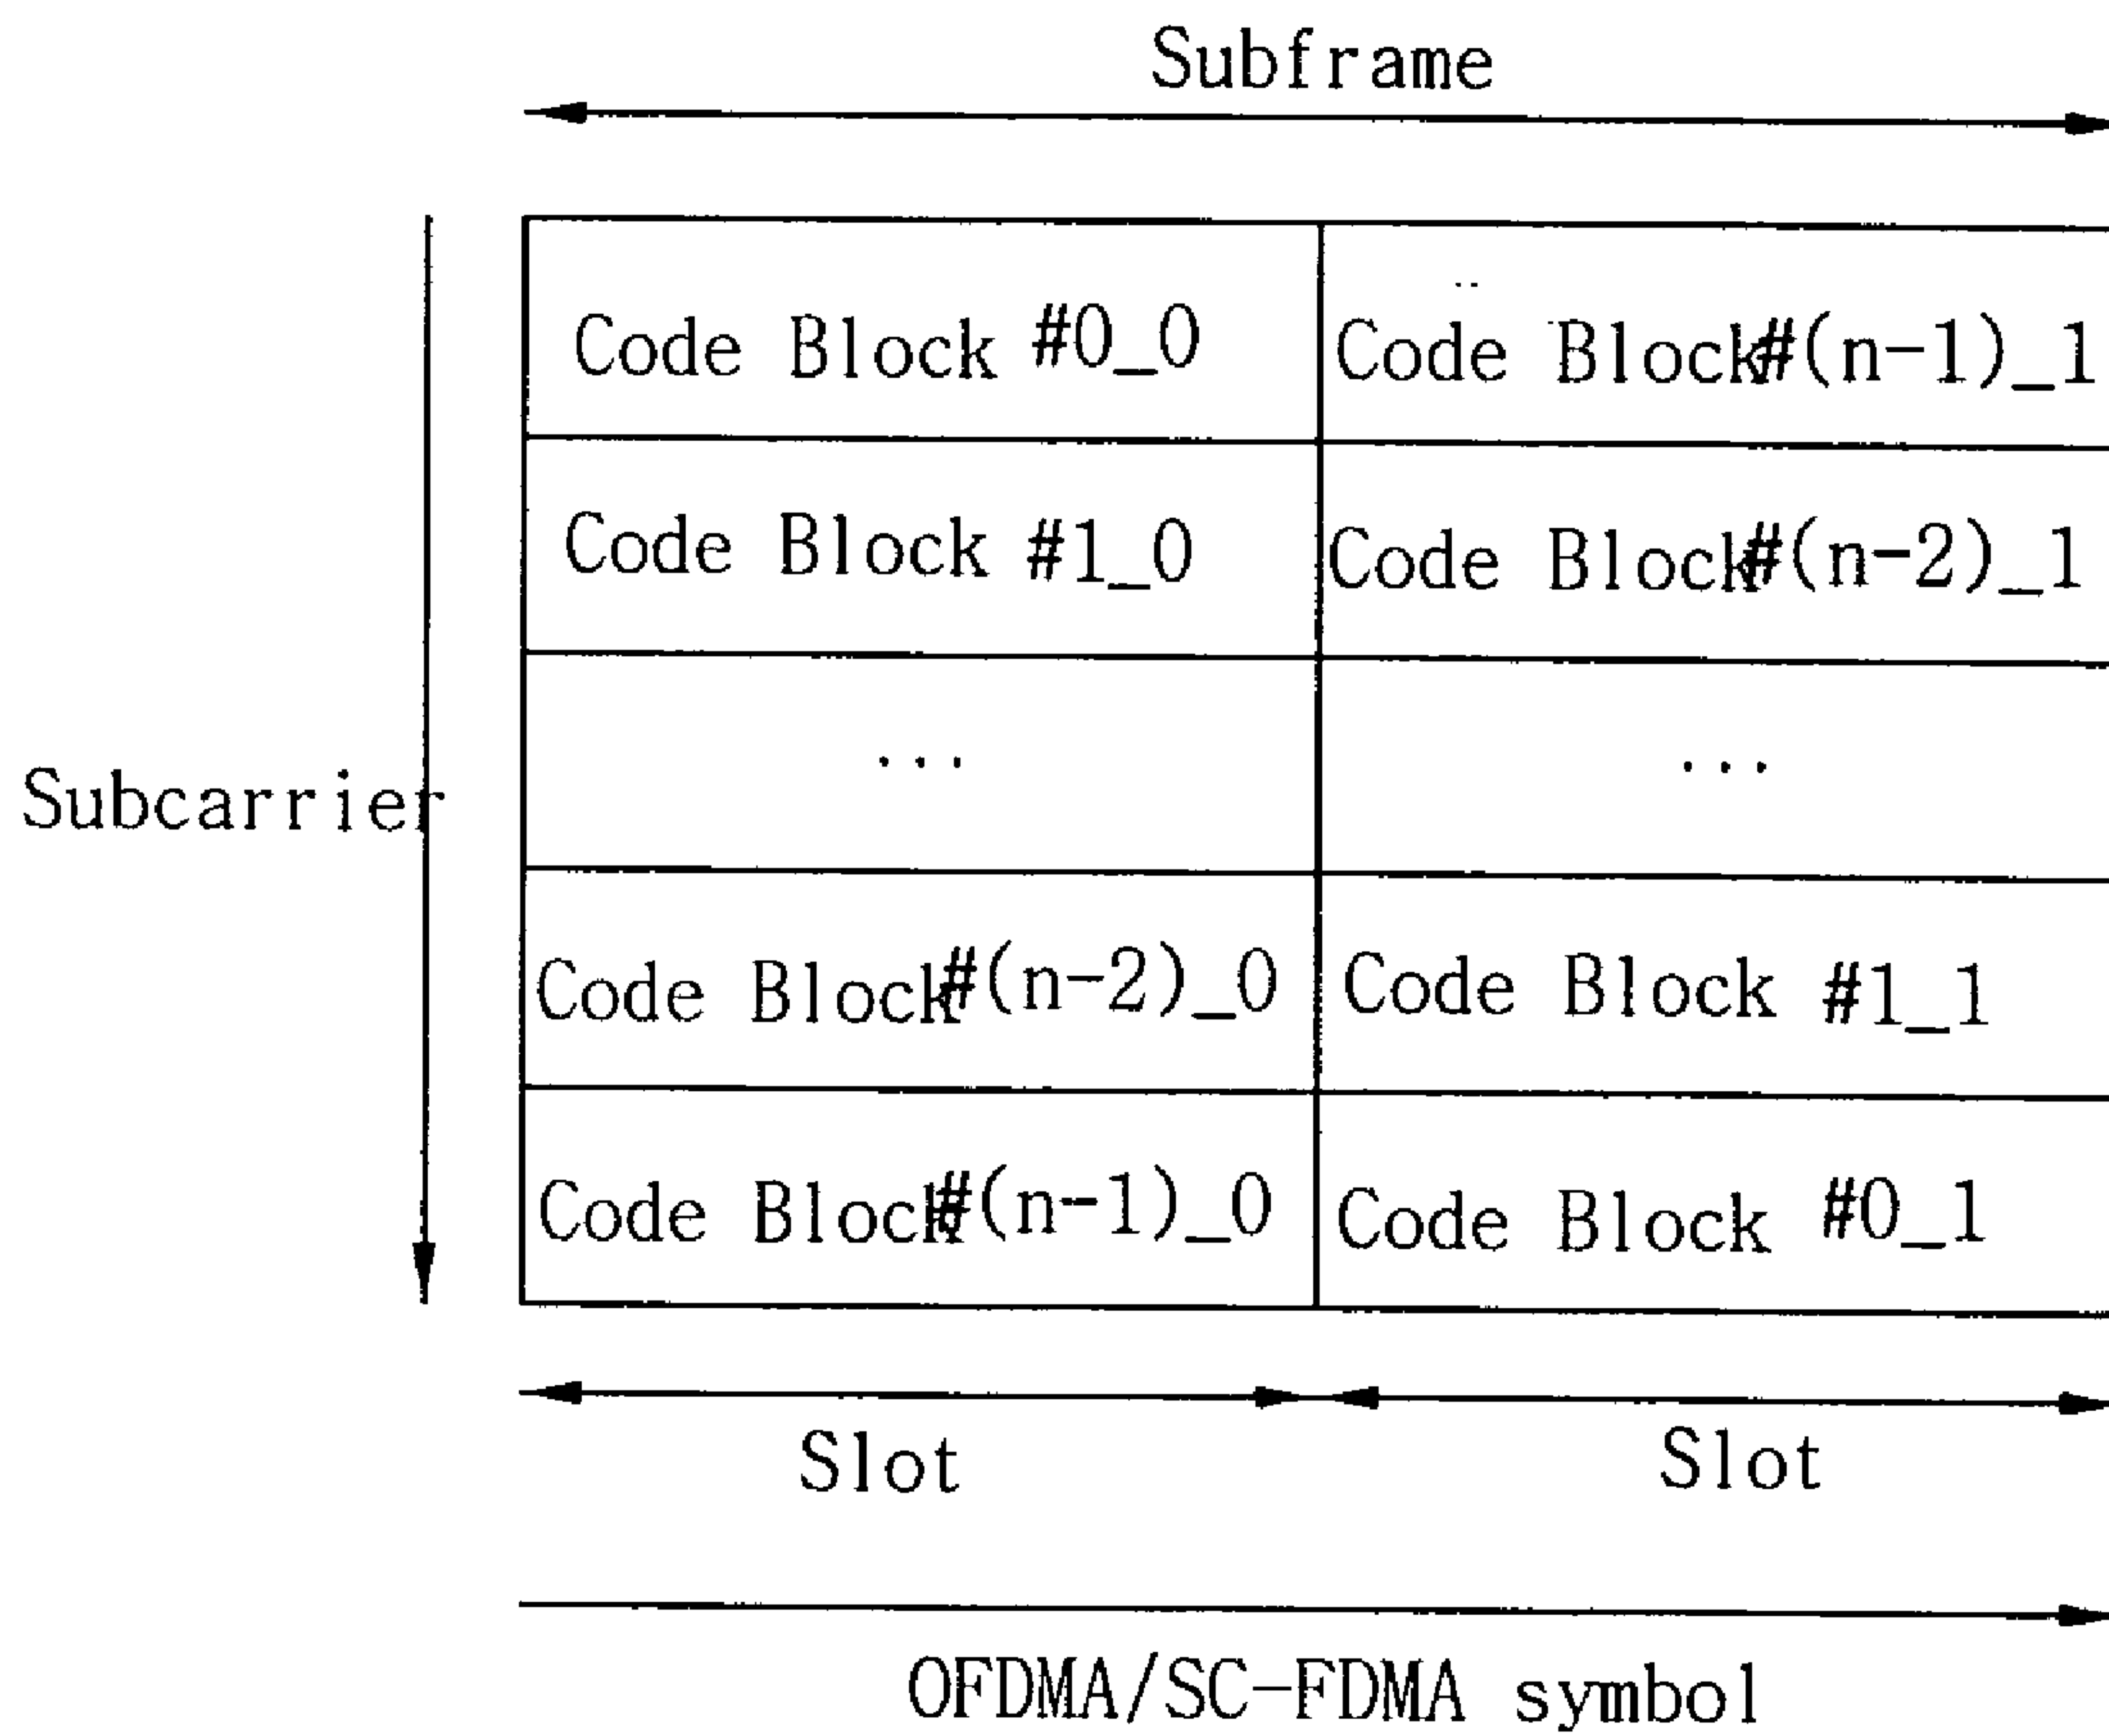 Subframe
Code Block #0_0
Code Block#(n-1)_1
Code Block #1_0
Code Block#(n-2)_1
...
...
Subcarrier
Code Block#(n-2)_0
Code Block #1_1
Code Block#(n-1)_0
Code Block #0_1
Slot
Slot
OFDMA/SC-FDMA symbol